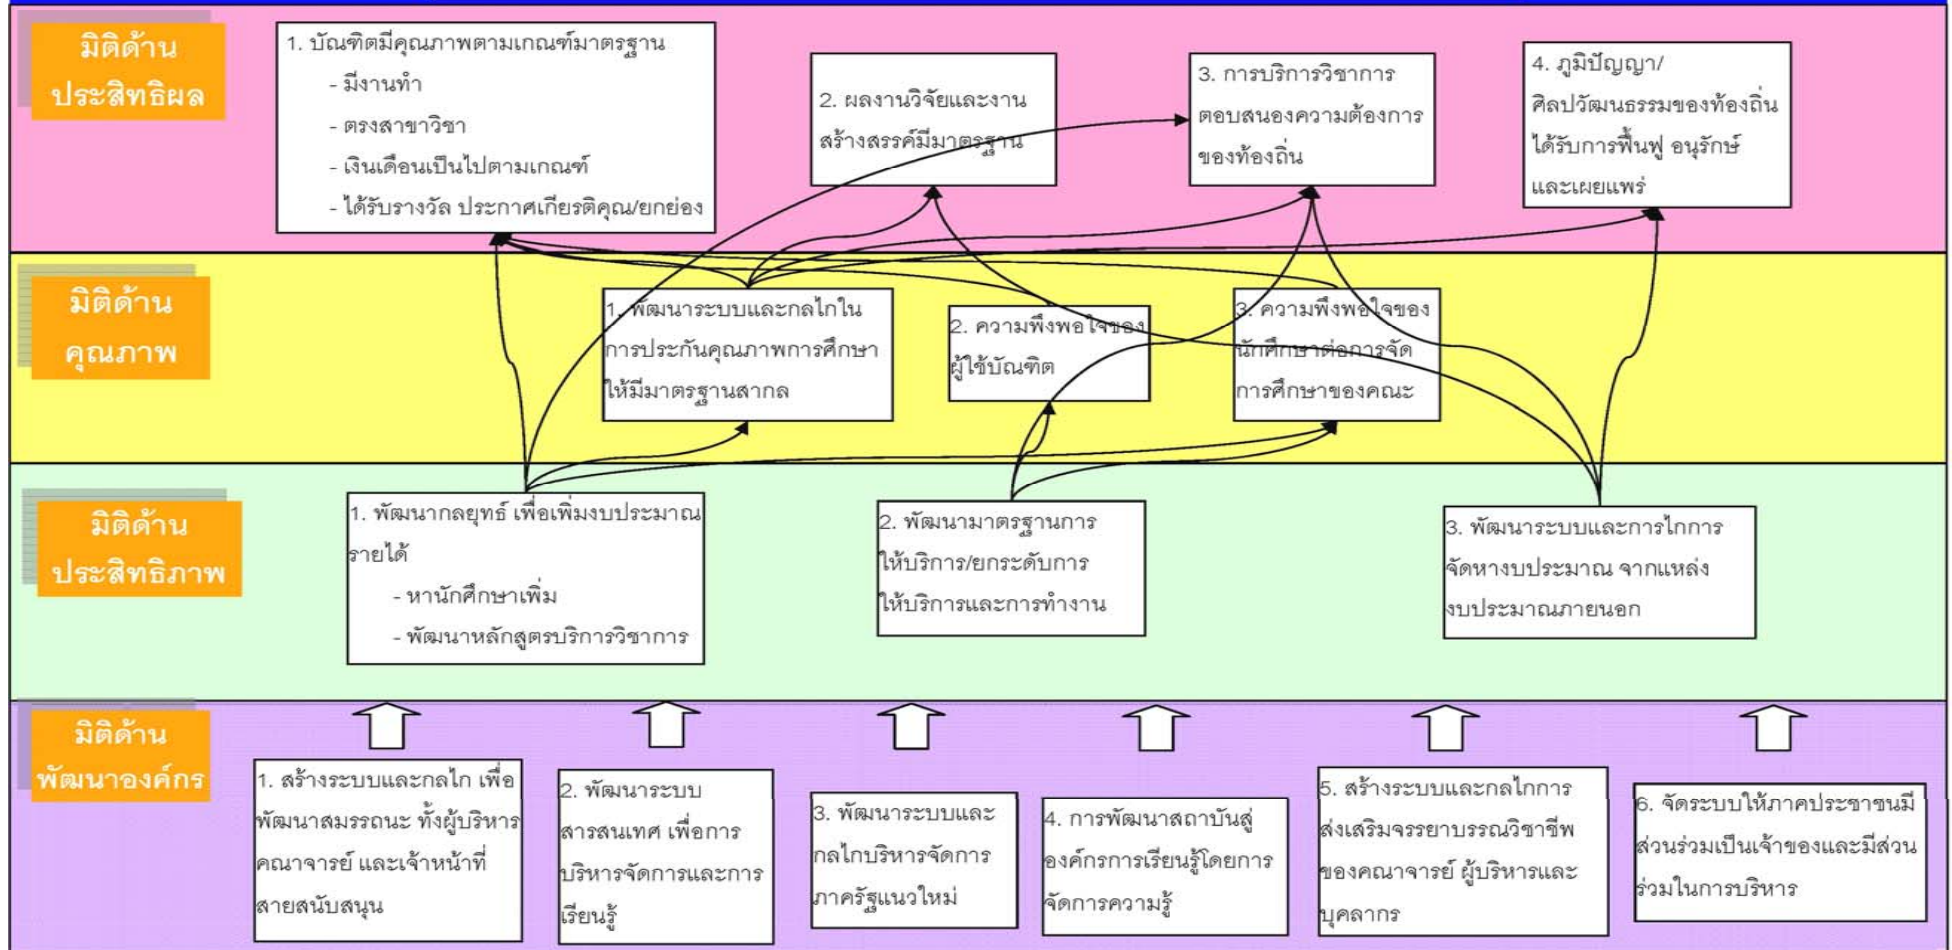 มิติด้าน
ประสิทธิผล
1. บัณฑิตมีคุณภาพตามเกณฑ์มาตรฐาน
- มีงานทำ
- ตรงสาขาวิชา
- เงินเดือนเป็นไปตามเกณฑ์
- ได้รับรางวัล ประกาศเกียรติคุณ/ยกย่อง
2. ผลงานวิจัยและงาน
สร้างสรรค์มีมาตรฐาน
3. การบริการวิชาการ
ตอบสนองความต้องการ
ของท้องถิ่น
4. ภูมิปัญญา/
ศิลปวัฒนธรรมของท้องถิ่น
ได้รับการฟื้นฟู อนุรักษ์
และเผยแพร่
มิติด้าน
คุณภาพ
1. พัฒนาระบบและกลไกใน
การประกันคุณภาพการศึกษา
ให้มีมาตรฐานสากล
2. ความพึงพอใจของ
ผู้ใช้บัณฑิต
3. ความพึงพอใจของ
นักศึกษาต่อการจัด
การศึกษาของคณะ
มิติด้าน
ประสิทธิภาพ
1. พัฒนากลยุทธ์ เพื่อเพิ่มงบประมาณ
รายได้
- หานักศึกษาเพิ่ม
- พัฒนาหลักสูตรบริการวิชาการ
2. พัฒนามาตรฐานการ
ให้บริการ/ยกระดับการ
ให้บริการและการทำงาน
3. พัฒนาระบบและการไกการ
จัดหางบประมาณ จากแหล่ง
งบประมาณภายนอก
มิติด้าน
พัฒนาองค์กร
1. สร้างระบบและกลไก เพื่อ
พัฒนาสมรรถนะ ทั้งผู้บริหาร
คณาจารย์ และเจ้าหน้าที่
สายสนับสนุน
2. พัฒนาระบบ
สารสนเทศ เพื่อการ
บริหารจัดการและการ
เรียนรู้
3. พัฒนาระบบและ
กลไกบริหารจัดการ
ภาครัฐแนวใหม่
4. การพัฒนาสถาบันสู่
องค์กรการเรียนรู้โดยการ
จัดการความรู้
5. สร้างระบบและกลไกการ
ส่งเสริมจรรยาบรรณวิชาชีพ
ของคณาจารย์ ผู้บริหารและ
บุคลากร
6. จัดระบบให้ภาคประชาชนมี
ส่วนร่วมเป็นเจ้าของและมีส่วน
ร่วมในการบริหาร